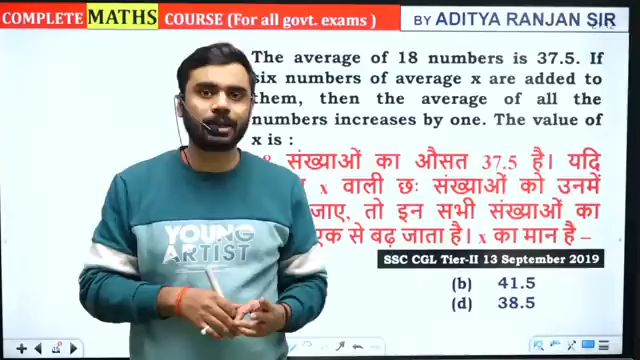 COMPLETE MATHS COURSE (For all govt. exams) BY ADITYA RANJAN SIR
The average of 18 numbers is 37.5. If
six numbers of average x are added to
them, then the average of all the
numbers increases by one. The value of
x is :
8 संख्याओं का औसत 37.5 है। यदि
x वाली छः संख्याओं को उनमें
जाए, तो इन सभी संख्याओं का
एक से बढ़ जाता है। x का मान है –
SSC CGL Tier-II 13 September 2019
(b) 41.5
(d) 38.5
YOUNG
ARTIST